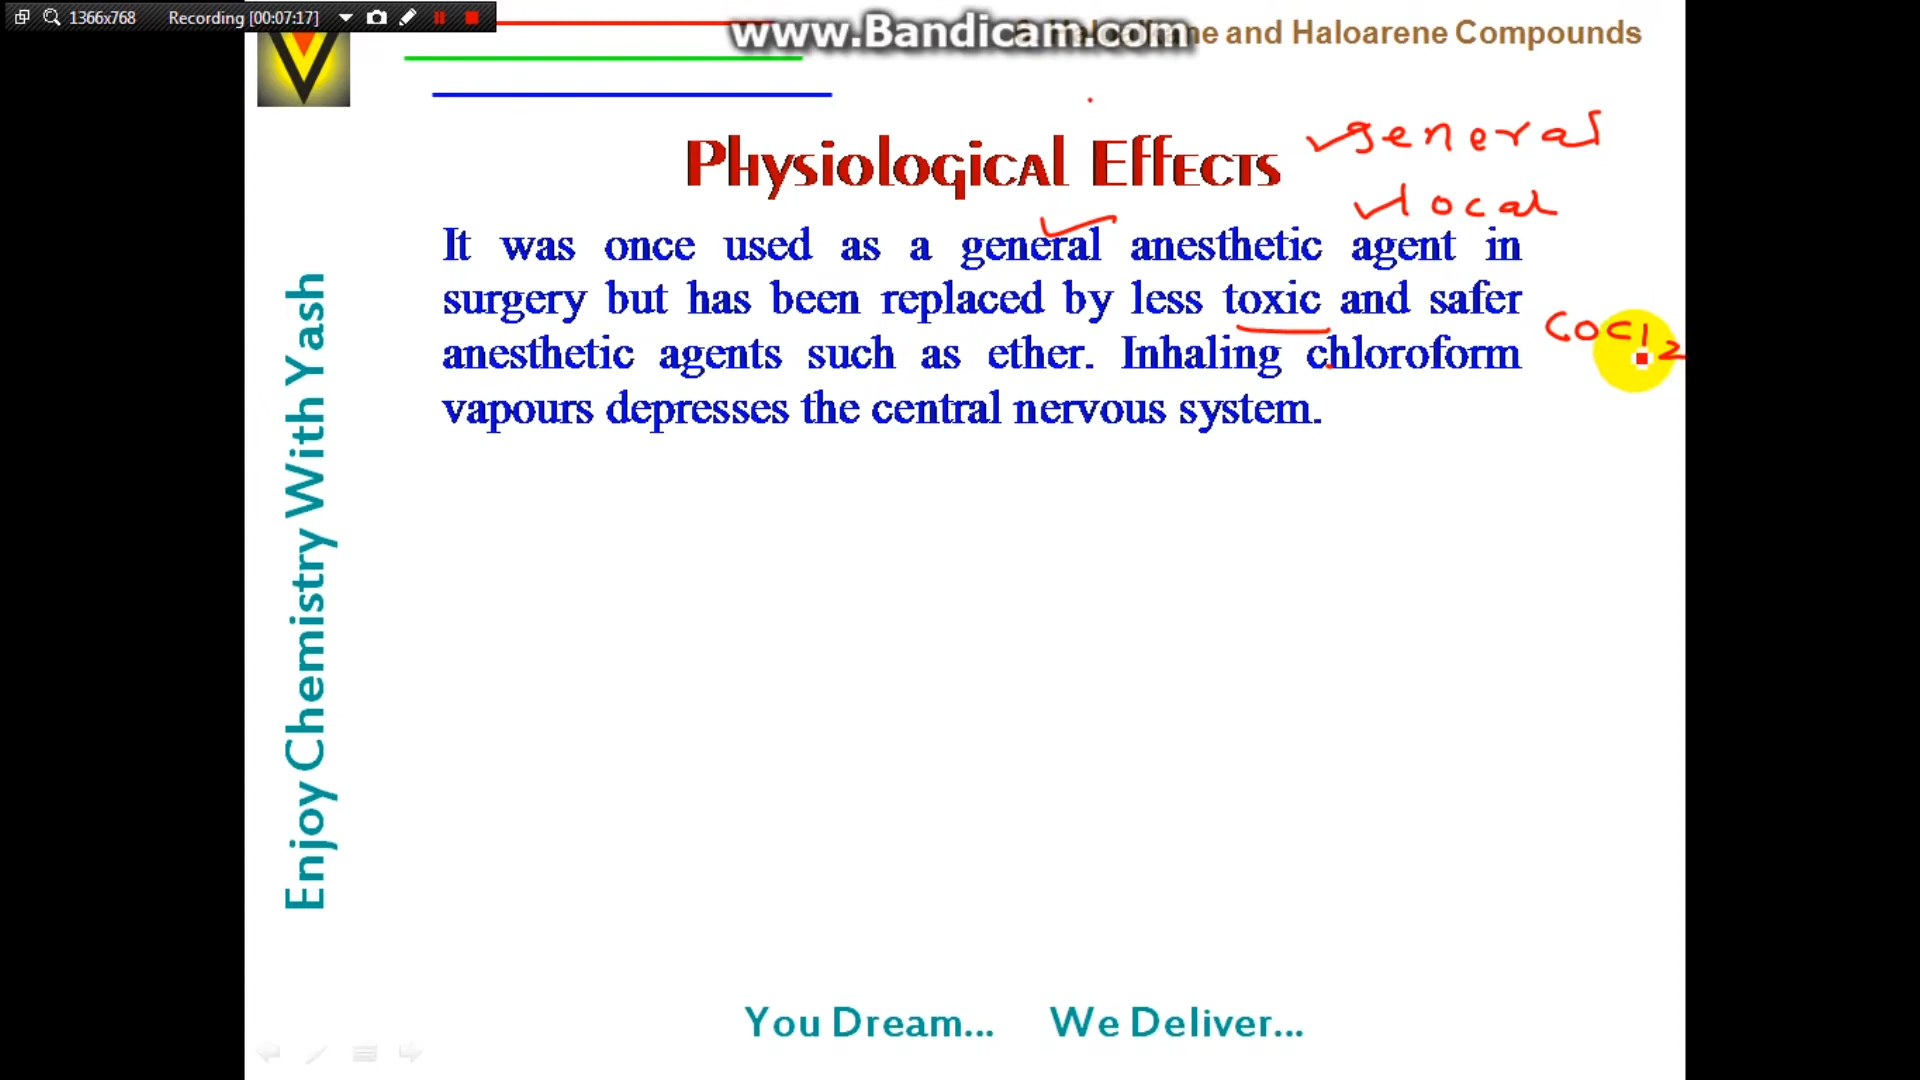 1366x768 Recording [00:07:17]
www.Bandicam.com
and Haloarene Compounds
Physiological Effects
general
local
It was once used as a general anesthetic agent in
surgery but has been replaced by less toxic and safer
anesthetic agents such as ether. Inhaling chloroform
vapours depresses the central nervous system.
COCl2
Enjoy Chemistry With Yash
You Dream... We Deliver...